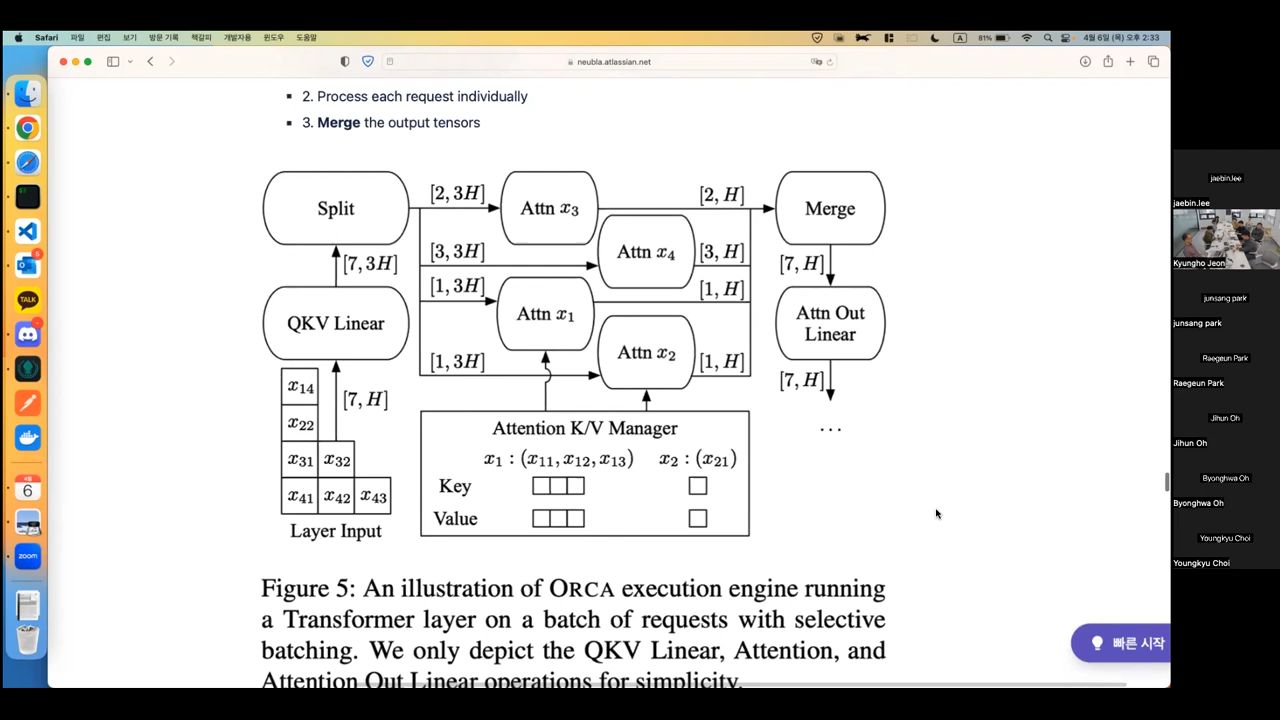 Safari 파일 편집 보기 방문 기록 책갈피 개발자용 윈도우 도움말
A 81% 4월 6일 (목) 오후 2:33
neubla.atlassian.net
2. Process each request individually
3. Merge the output tensors
Split [2, 3H] Attn x3 [2, H] Merge
[3, 3H] Attn x4 [3, H]
[7, 3H] [7, H]
[1, 3H] Attn x1 [1, H]
QKV Linear Attn Out
Linear
[1, 3H] Attn x2 [1, H]
[7, H] [7, H]
x14
x22
x31 x32
x41 x42 x43
Layer Input
Attention K/V Manager
x1 : (x11, x12, x13) x2 : (x21)
Key
Value
...
Figure 5: An illustration of ORCA execution engine running
a Transformer layer on a batch of requests with selective
batching. We only depict the QKV Linear, Attention, and
Attention Out Linear operations for simplicity.
빠른 시작
TALK
4월
6
zoom
jaebin.lee
jaebin.lee
Kyungho Jeon
junsang park
junsang park
Raegeun Park
Raegeun Park
Jihun Oh
Jihun Oh
Byonghwa Oh
Byonghwa Oh
Youngkyu Choi
Youngkyu Choi